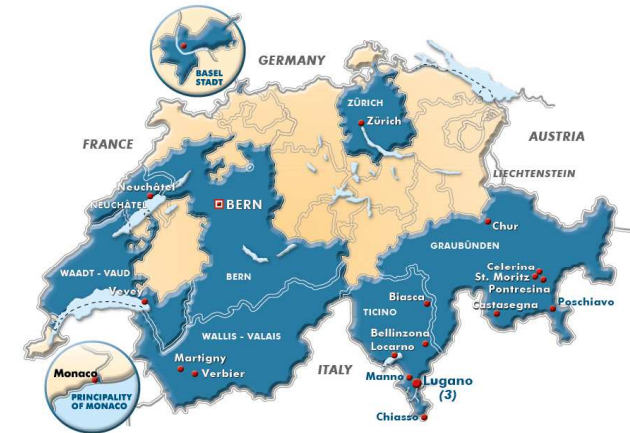 BASEL
STADT
GERMANY
ZÜRICH
Zürich
FRANCE
AUSTRIA
LIECHTENSTEIN
Neuchâtel
NEUCHÂTEL
BERN
Chur
GRAUBÜNDEN
WAADT - VAUD
BERN
Celerina
St. Moritz
Pontresina
Vevey
Biasca
TICINO
Castasegna
Poschiavo
WALLIS - VALAIS
Bellinzona
Locarno
Martigny
Verbier
ITALY
Monaco
Manno
Lugano
(3)
PRINCIPALITY
OF MONACO
Chiasso